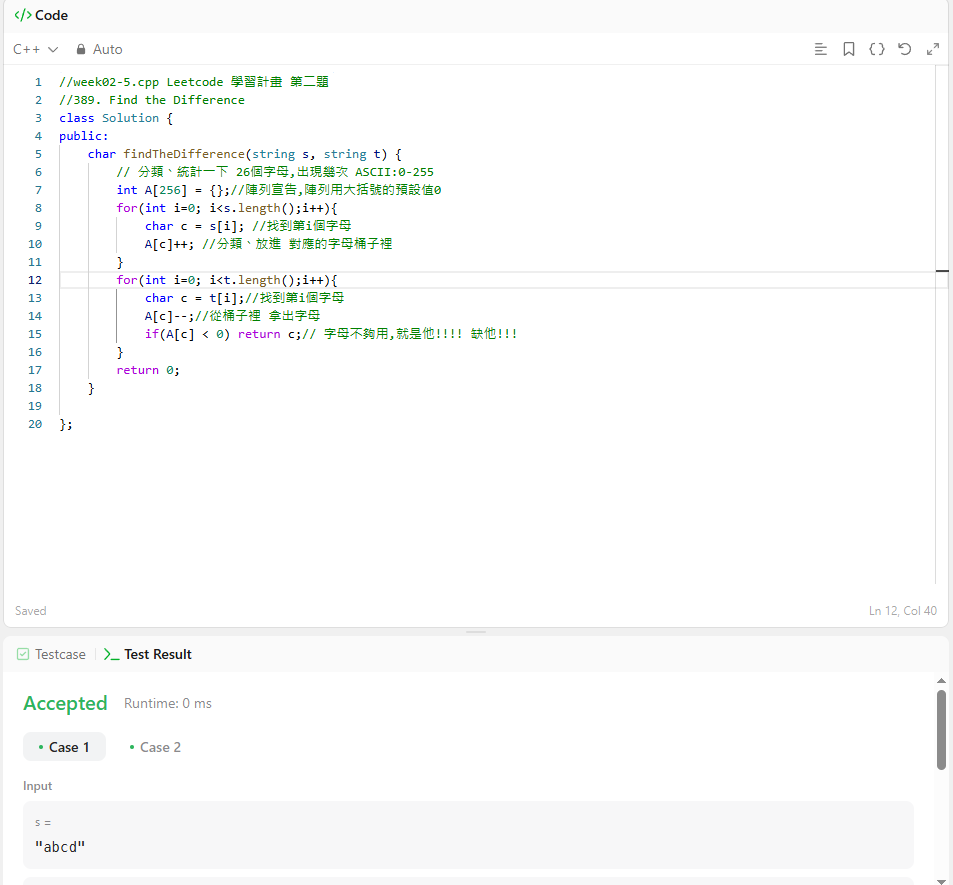 </> Code
C++ Auto
1 //week02-5.cpp Leetcode 學習計畫 第二題
2 //389. Find the Difference
3 class Solution {
4 public:
5     char findTheDifference(string s, string t) {
6         // 分類、統計一下 26個字母,出現幾次 ASCII:0-255
7         int A[256] = {};//陣列宣告,陣列用大括號的預設值0
8         for(int i=0; i<s.length();i++){
9             char c = s[i]; //找到第i個字母
10             A[c]++; //分類、放進 對應的字母桶子裡
11         }
12         for(int i=0; i<t.length();i++){
13             char c = t[i];//找到第i個字母
14             A[c]--;//從桶子裡 拿出字母
15             if(A[c] < 0) return c;// 字母不夠用,就是他!!!! 缺他!!!
16         }
17         return 0;
18     }
19
20 };
Saved Ln 12, Col 40
Testcase >_ Test Result
Accepted Runtime: 0 ms
• Case 1 • Case 2
Input
s =
"abcd"